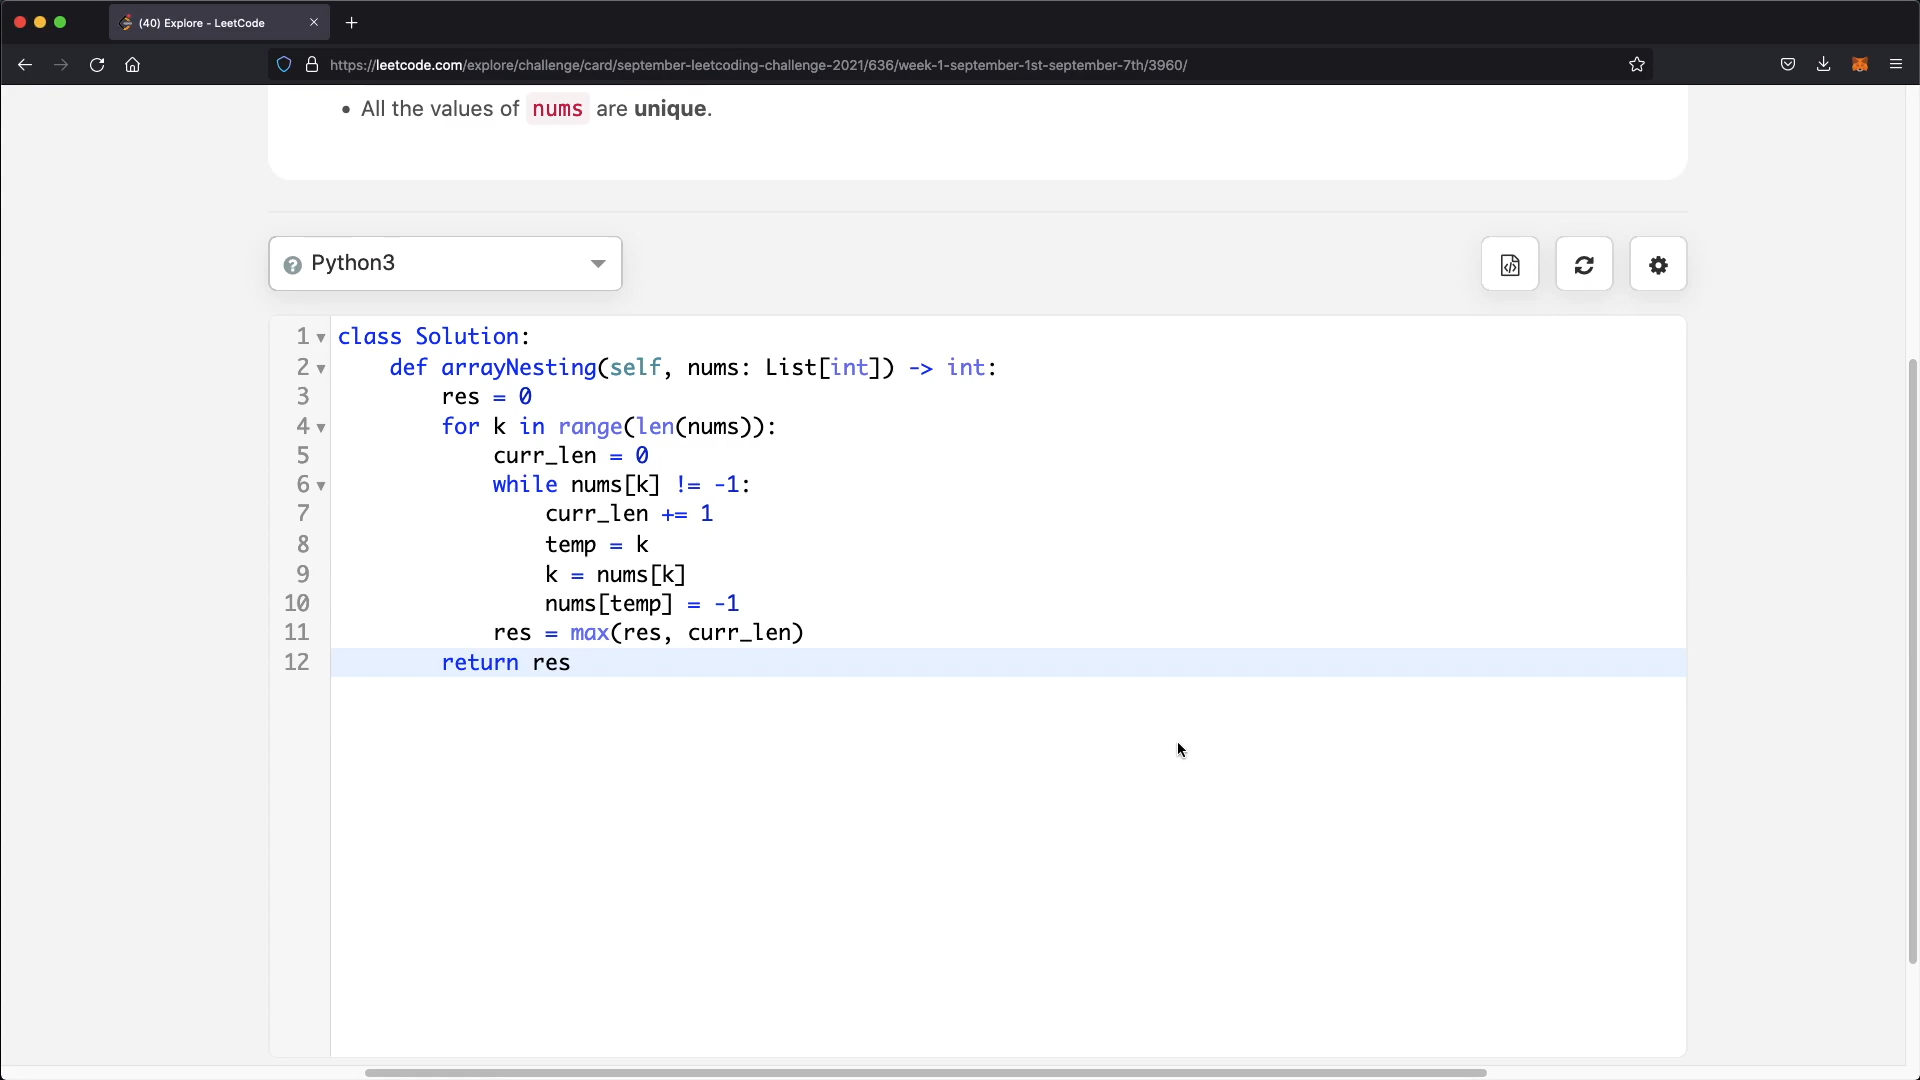 (40) Explore - LeetCode
https://leetcode.com/explore/challenge/card/september-leetcoding-challenge-2021/636/week-1-september-1st-september-7th/3960/
• All the values of nums are unique.
Python3
1 class Solution:
2     def arrayNesting(self, nums: List[int]) -> int:
3         res = 0
4         for k in range(len(nums)):
5             curr_len = 0
6             while nums[k] != -1:
7                 curr_len += 1
8                 temp = k
9                 k = nums[k]
10                 nums[temp] = -1
11             res = max(res, curr_len)
12         return res